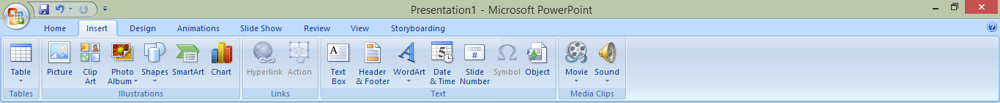 Presentation1 - Microsoft PowerPoint
Home Insert Design Animations Slide Show Review View Storyboarding
Table Picture Clip Art Photo Album Shapes SmartArt Chart Hyperlink Action Text Box Header & Footer WordArt Date & Time Slide Number Symbol Object Movie Sound
Tables Illustrations Links Text Media Clips